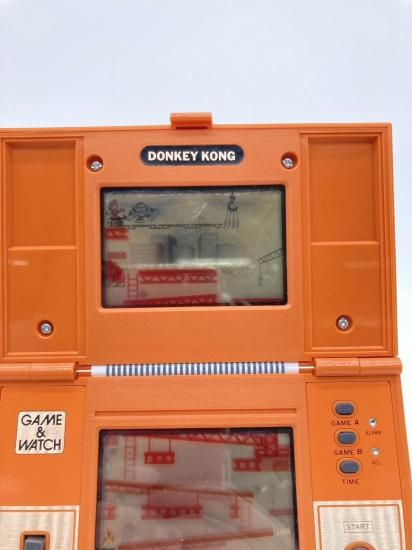 DONKEY KONG
GAME
&
WATCH
GAME A
ALARM
GAME B
ACL
TIME
START